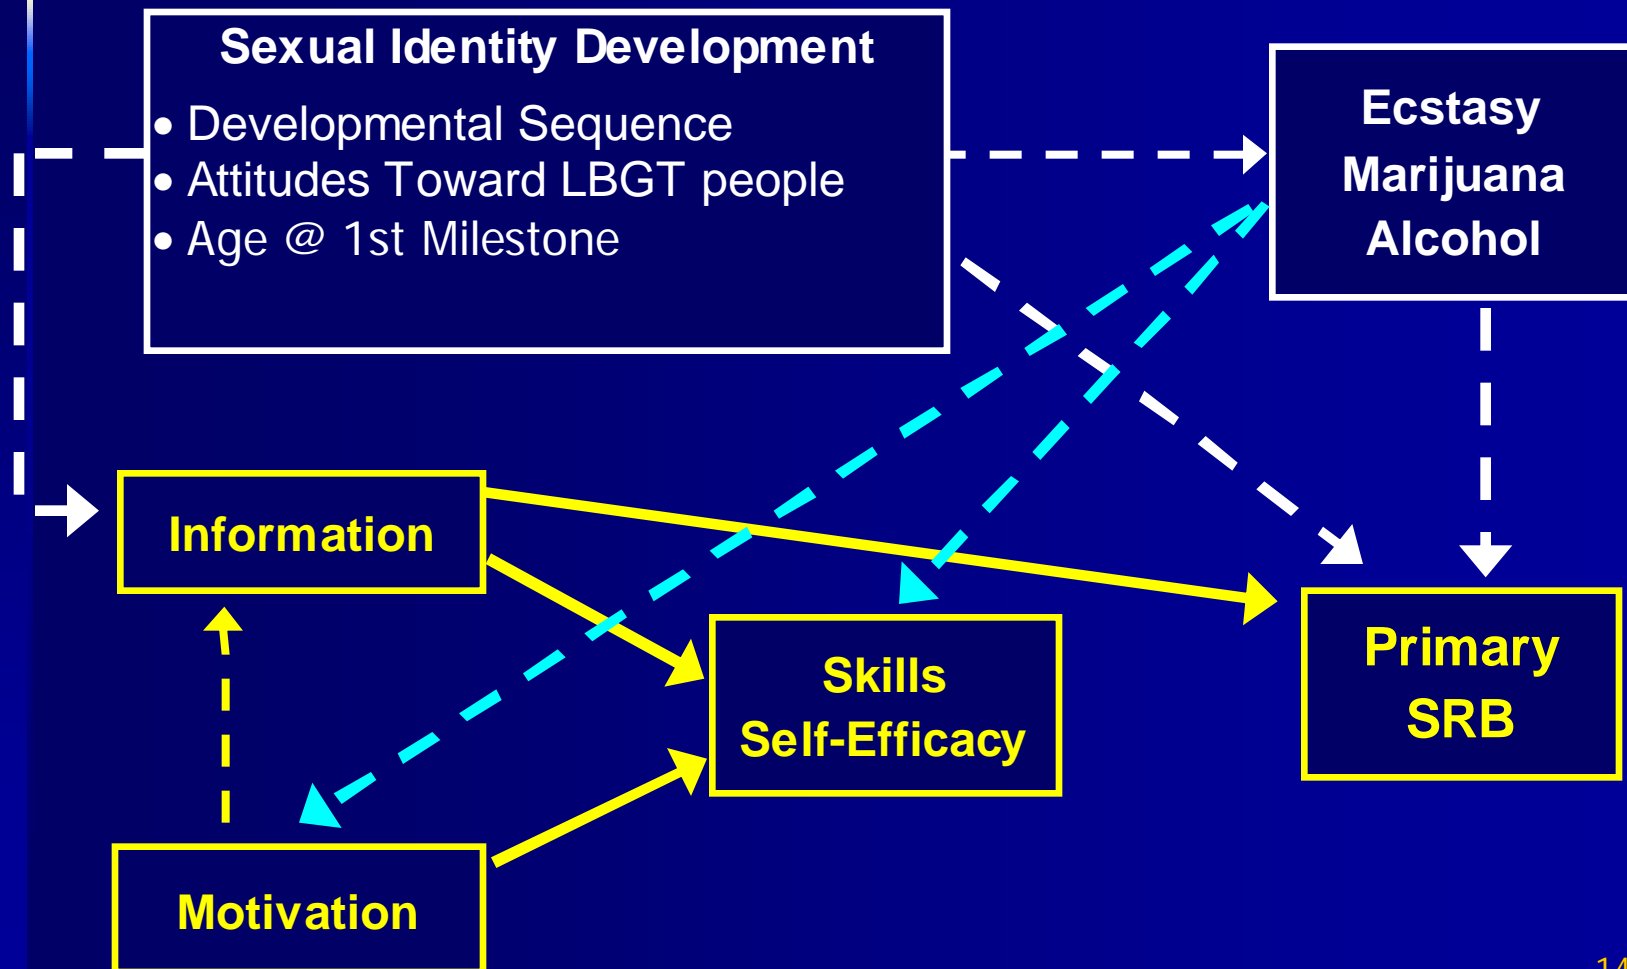 Sexual Identity Development
• Developmental Sequence
• Attitudes Toward LBGT people
• Age @ 1st Milestone
Ecstasy
Marijuana
Alcohol
Information
Skills
Self-Efficacy
Primary
SRB
Motivation
14